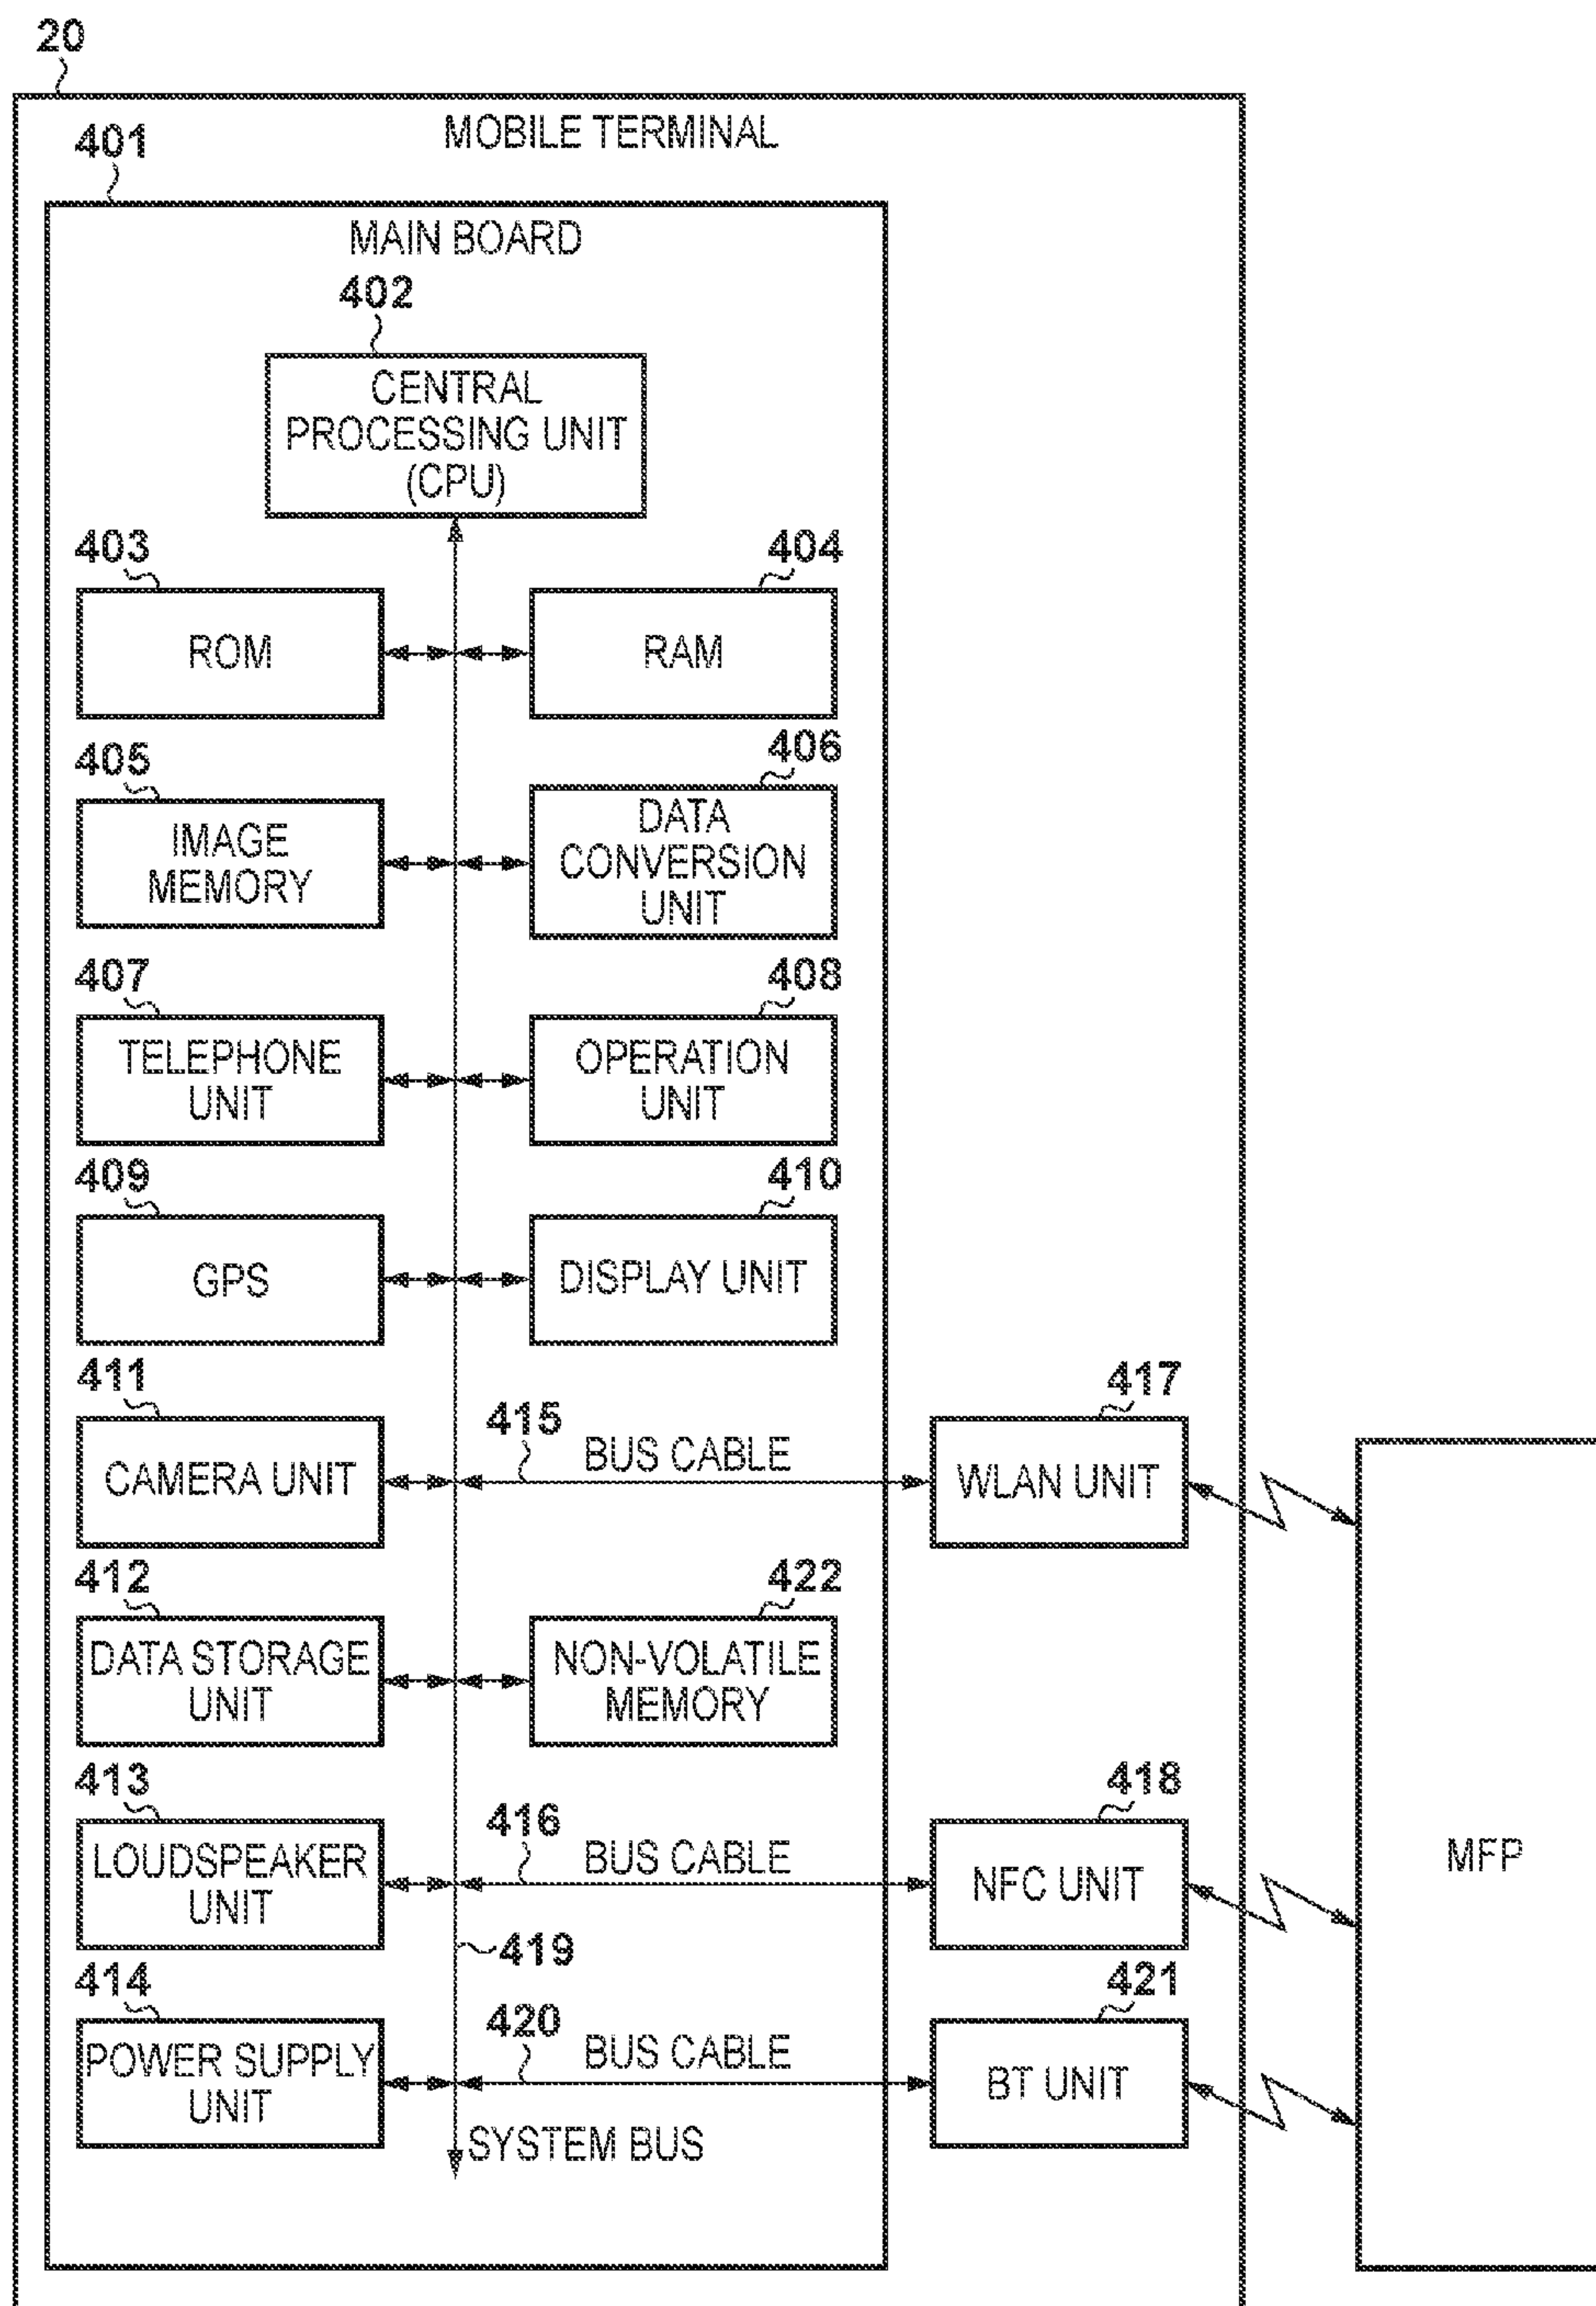 20
MOBILE TERMINAL
401
MAIN BOARD
402
CENTRAL
PROCESSING UNIT
(CPU)
403
ROM
404
RAM
405
IMAGE
MEMORY
406
DATA
CONVERSION
UNIT
407
TELEPHONE
UNIT
408
OPERATION
UNIT
409
GPS
410
DISPLAY UNIT
411
CAMERA UNIT
415
BUS CABLE
417
WLAN UNIT
412
DATA STORAGE
UNIT
422
NON-VOLATILE
MEMORY
413
LOUDSPEAKER
UNIT
416
BUS CABLE
418
NFC UNIT
MFP
419
414
POWER SUPPLY
UNIT
420
BUS CABLE
421
BT UNIT
SYSTEM BUS